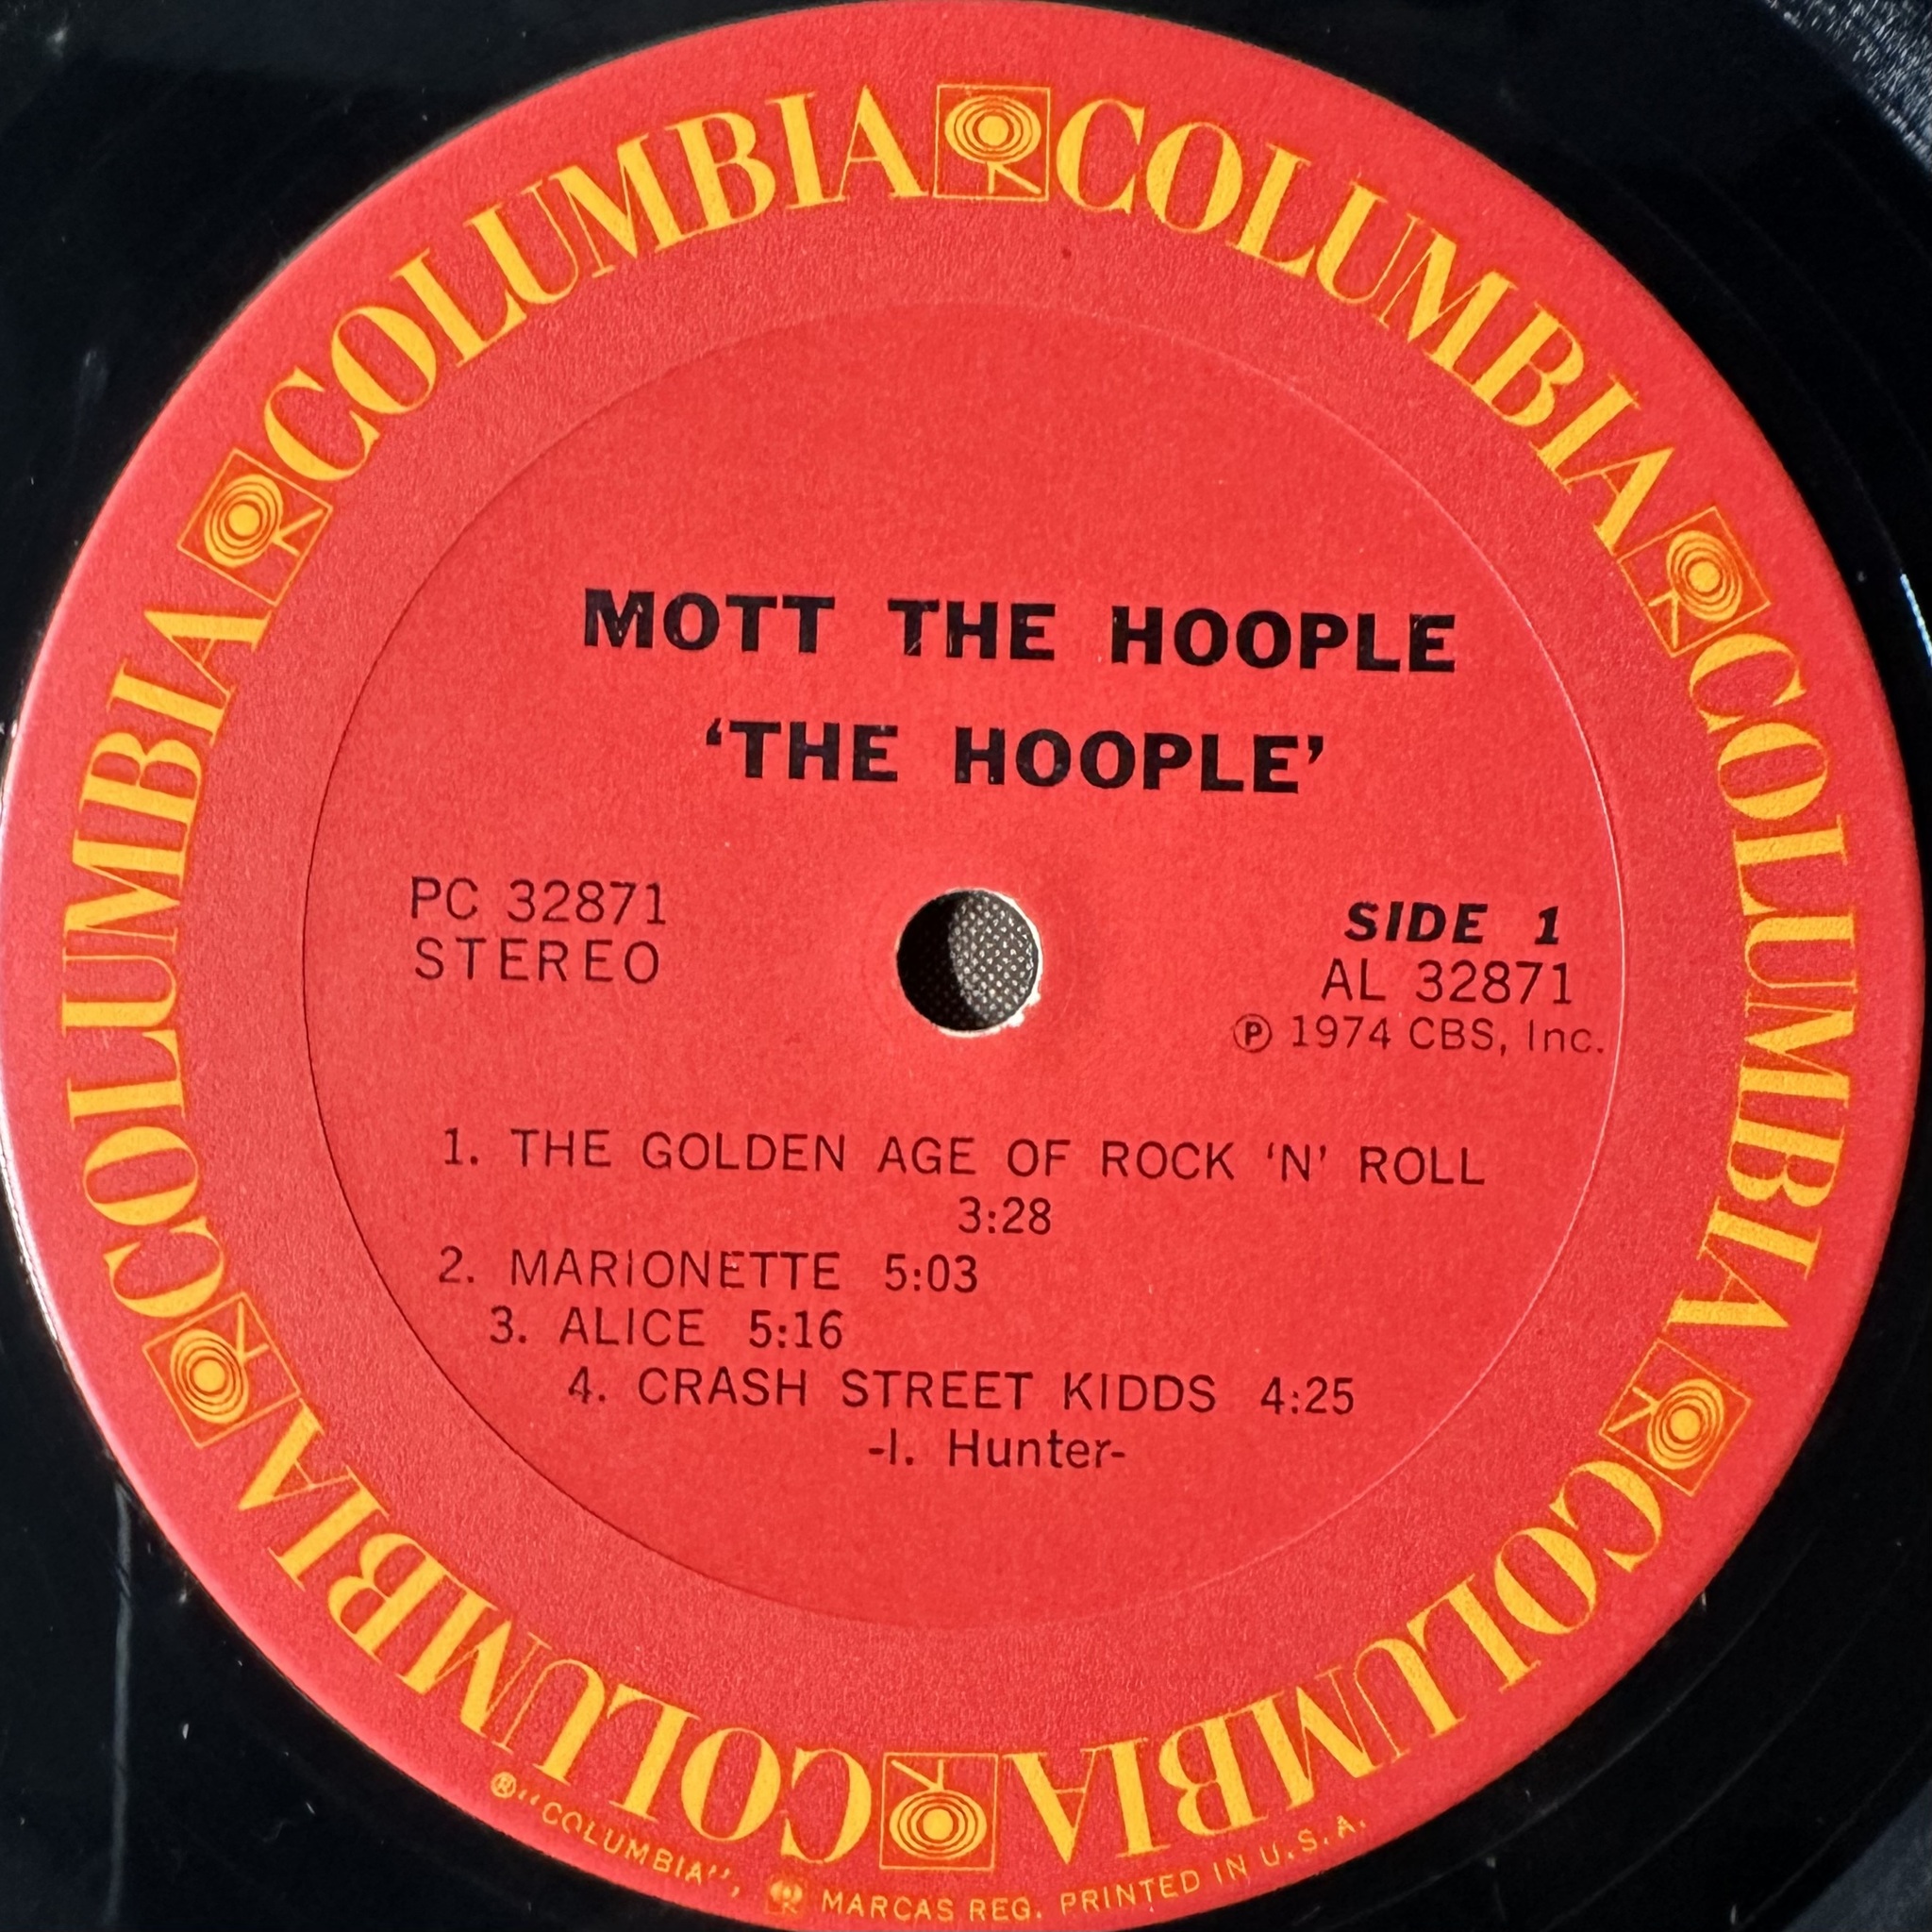 COLUMBIA COLUMBIA COLUMBIA COLUMBIA COLUMBIA COLUMBIA
MOTT THE HOOPLE
‘THE HOOPLE’
PC 32871
STEREO
SIDE 1
AL 32871
Ⓟ 1974 CBS, Inc.
1. THE GOLDEN AGE OF ROCK ‘N’ ROLL
3:28
2. MARIONETTE 5:03
3. ALICE 5:16
4. CRASH STREET KIDDS 4:25
-I. Hunter-
®“COLUMBIA”, MARCAS REG. PRINTED IN U.S.A.